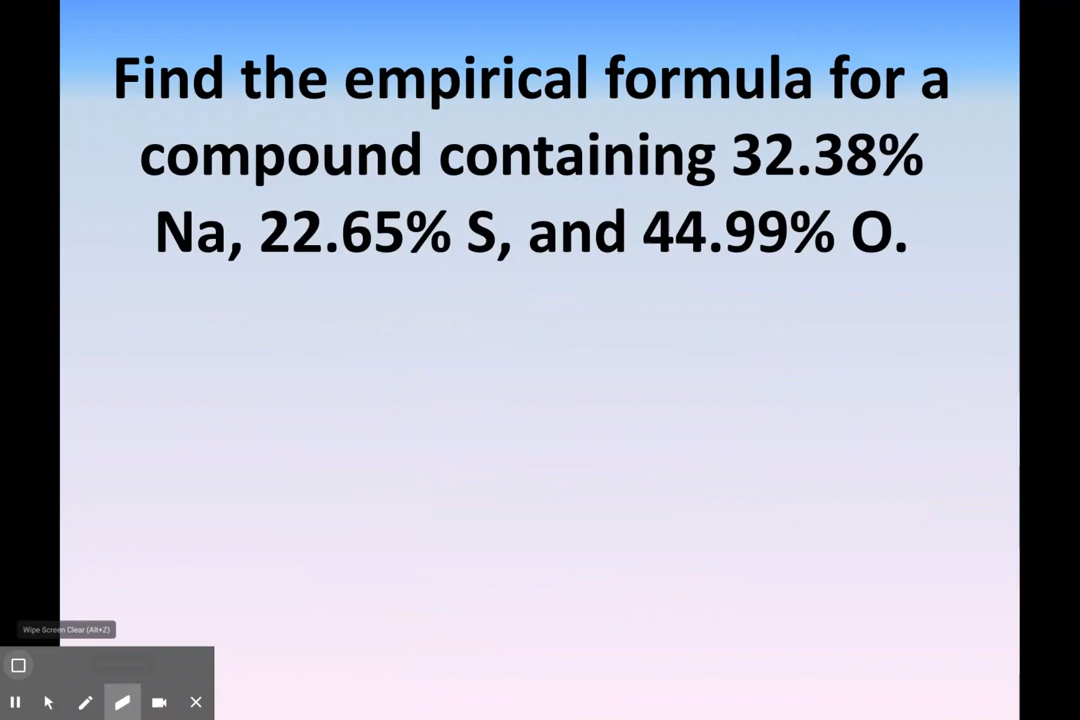 Find the empirical formula for a
compound containing 32.38%
Na, 22.65% S, and 44.99% O.
Wipe Screen Clear (Alt+Z)